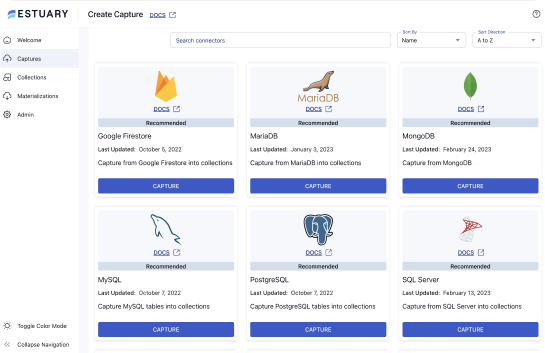 ESTUARY
Create Capture DOCS
Welcome
Captures
Collections
Materializations
Admin
Search connectors
Sort By
Name
Sort Direction
A to Z
DOCS
Recommended
Google Firestore
Last Updated: October 5, 2022
Capture from Google Firestore into collections
CAPTURE
MariaDB
DOCS
Recommended
MariaDB
Last Updated: January 3, 2023
Capture from MariaDB into collections
CAPTURE
DOCS
Recommended
MongoDB
Last Updated: February 24, 2023
Capture from MongoDB
CAPTURE
DOCS
Recommended
MySQL
Last Updated: October 7, 2022
Capture MySQL tables into collections
CAPTURE
DOCS
Recommended
PostgreSQL
Last Updated: October 7, 2022
Capture PostgreSQL tables into collections
CAPTURE
DOCS
Recommended
SQL Server
Last Updated: February 13, 2023
Capture from SQL Server into collections
CAPTURE
Toggle Color Mode
Collapse Navigation